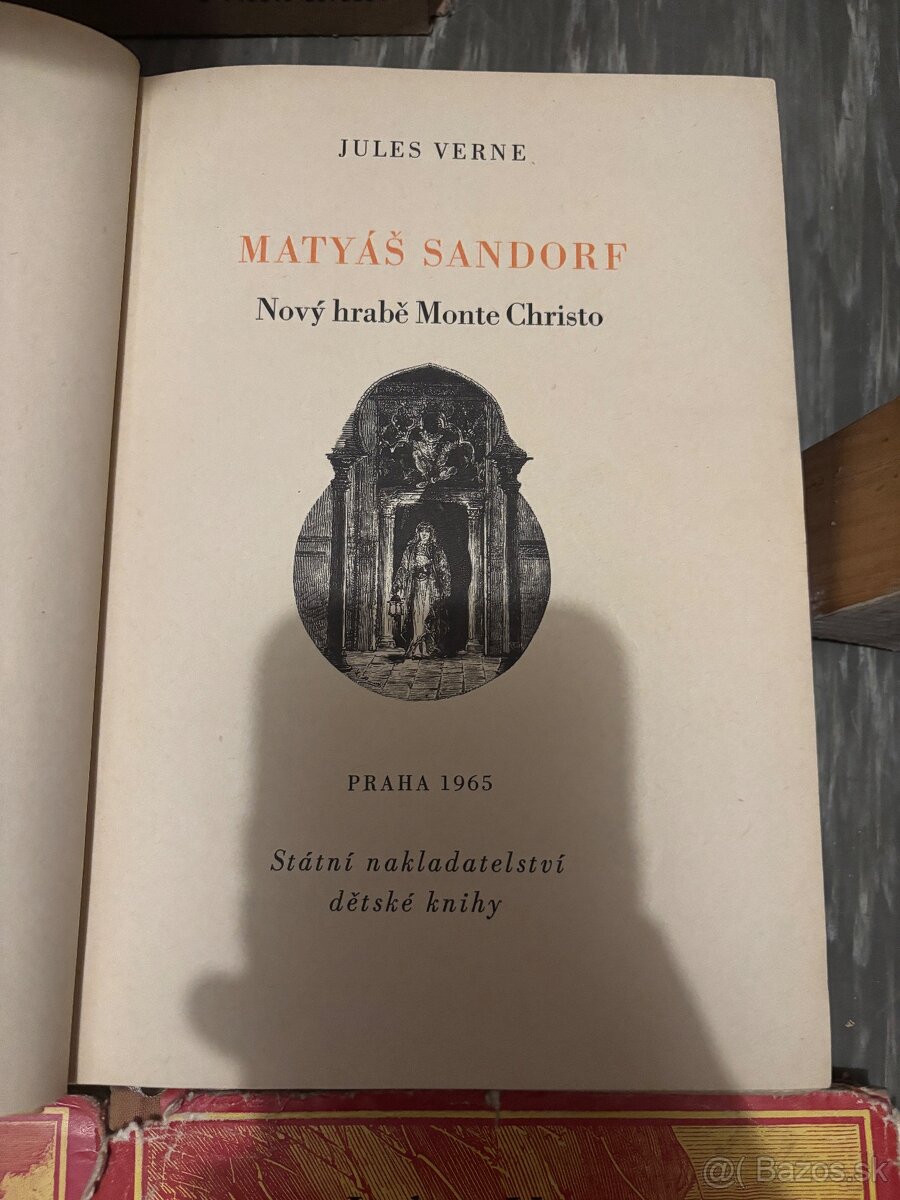 JULES VERNE
MATYÁŠ SANDORF
Nový hrabě Monte Christo
PRAHA 1965
Státní nakladatelství
dětské knihy
@( Bazos.sk